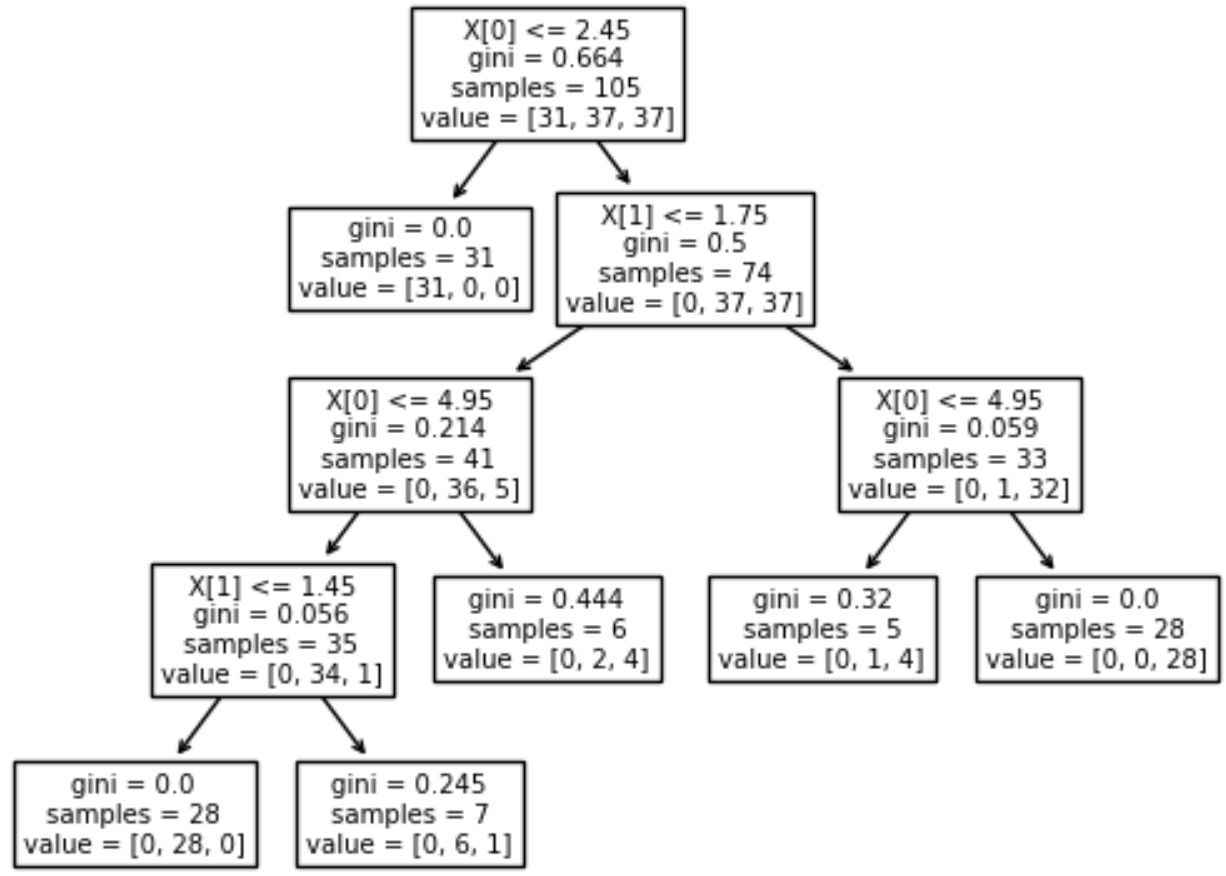 X[0] <= 2.45
gini = 0.664
samples = 105
value = [31, 37, 37]
gini = 0.0
samples = 31
value = [31, 0, 0]
X[1] <= 1.75
gini = 0.5
samples = 74
value = [0, 37, 37]
X[0] <= 4.95
gini = 0.214
samples = 41
value = [0, 36, 5]
X[0] <= 4.95
gini = 0.059
samples = 33
value = [0, 1, 32]
X[1] <= 1.45
gini = 0.056
samples = 35
value = [0, 34, 1]
gini = 0.444
samples = 6
value = [0, 2, 4]
gini = 0.32
samples = 5
value = [0, 1, 4]
gini = 0.0
samples = 28
value = [0, 0, 28]
gini = 0.0
samples = 28
value = [0, 28, 0]
gini = 0.245
samples = 7
value = [0, 6, 1]